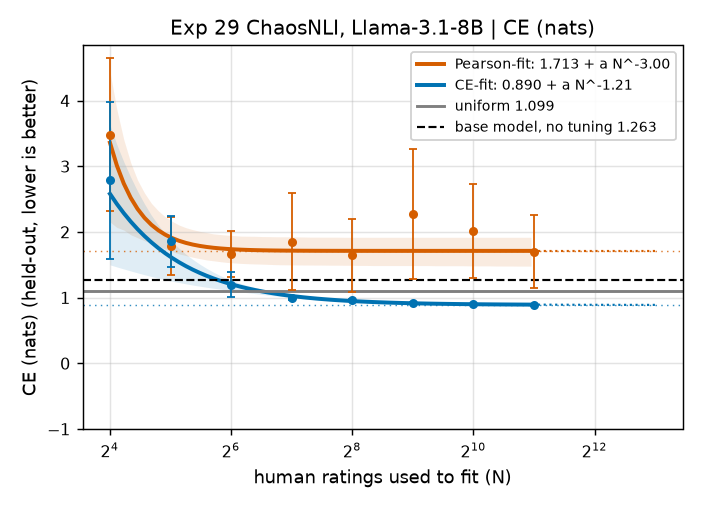 Exp 29 ChaosNLI, Llama-3.1-8B | CE (nats)
Pearson-fit: 1.713 + a N^-3.00
CE-fit: 0.890 + a N^-1.21
uniform 1.099
base model, no tuning 1.263
CE (nats) (held-out, lower is better)
4
3
2
1
0
−1
2^4
2^6
2^8
2^10
2^12
human ratings used to fit (N)